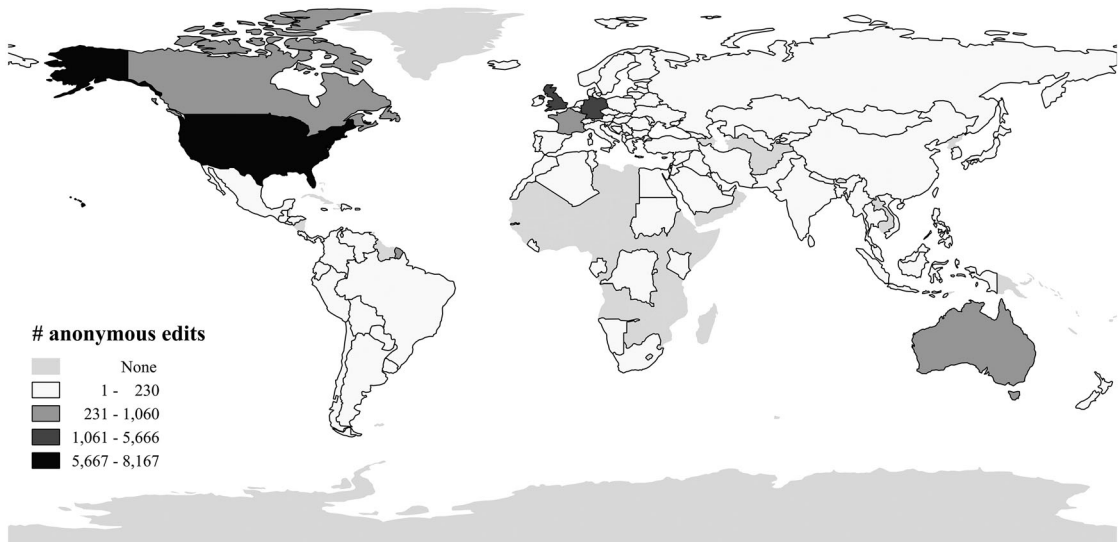 # anonymous edits
None
1 - 230
231 - 1,060
1,061 - 5,666
5,667 - 8,167